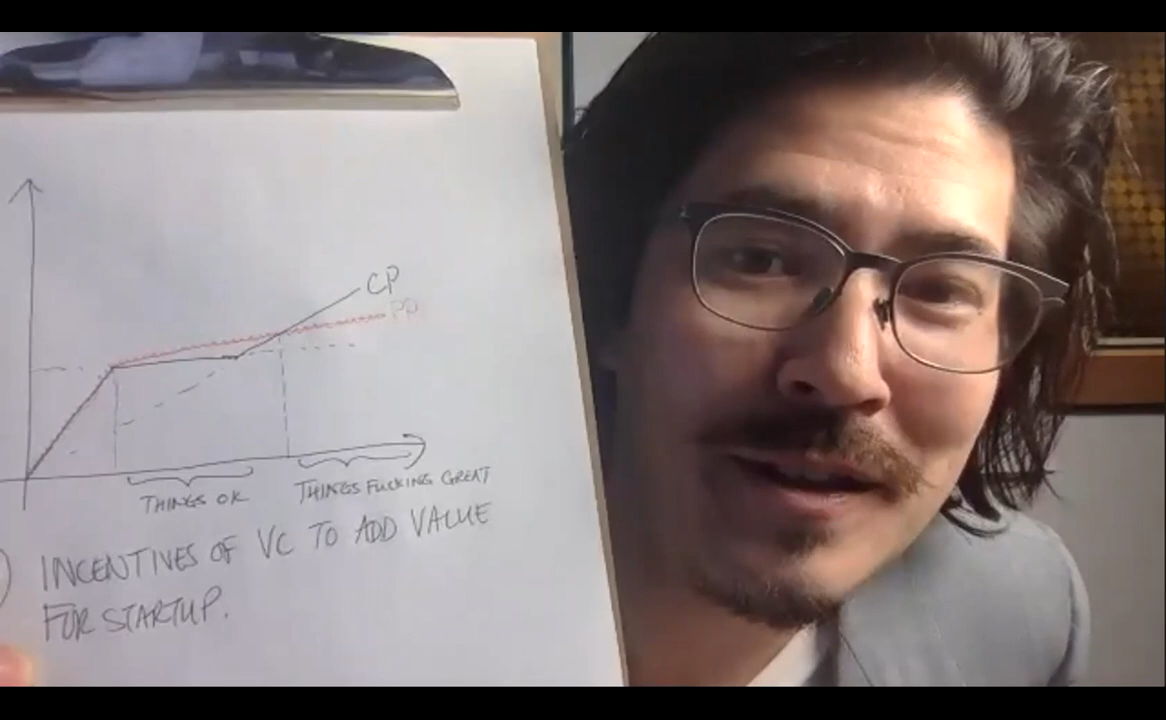 CP
PP
THINGS OK
THINGS FUCKING GREAT
INCENTIVES OF VC TO ADD VALUE
FOR STARTUP.